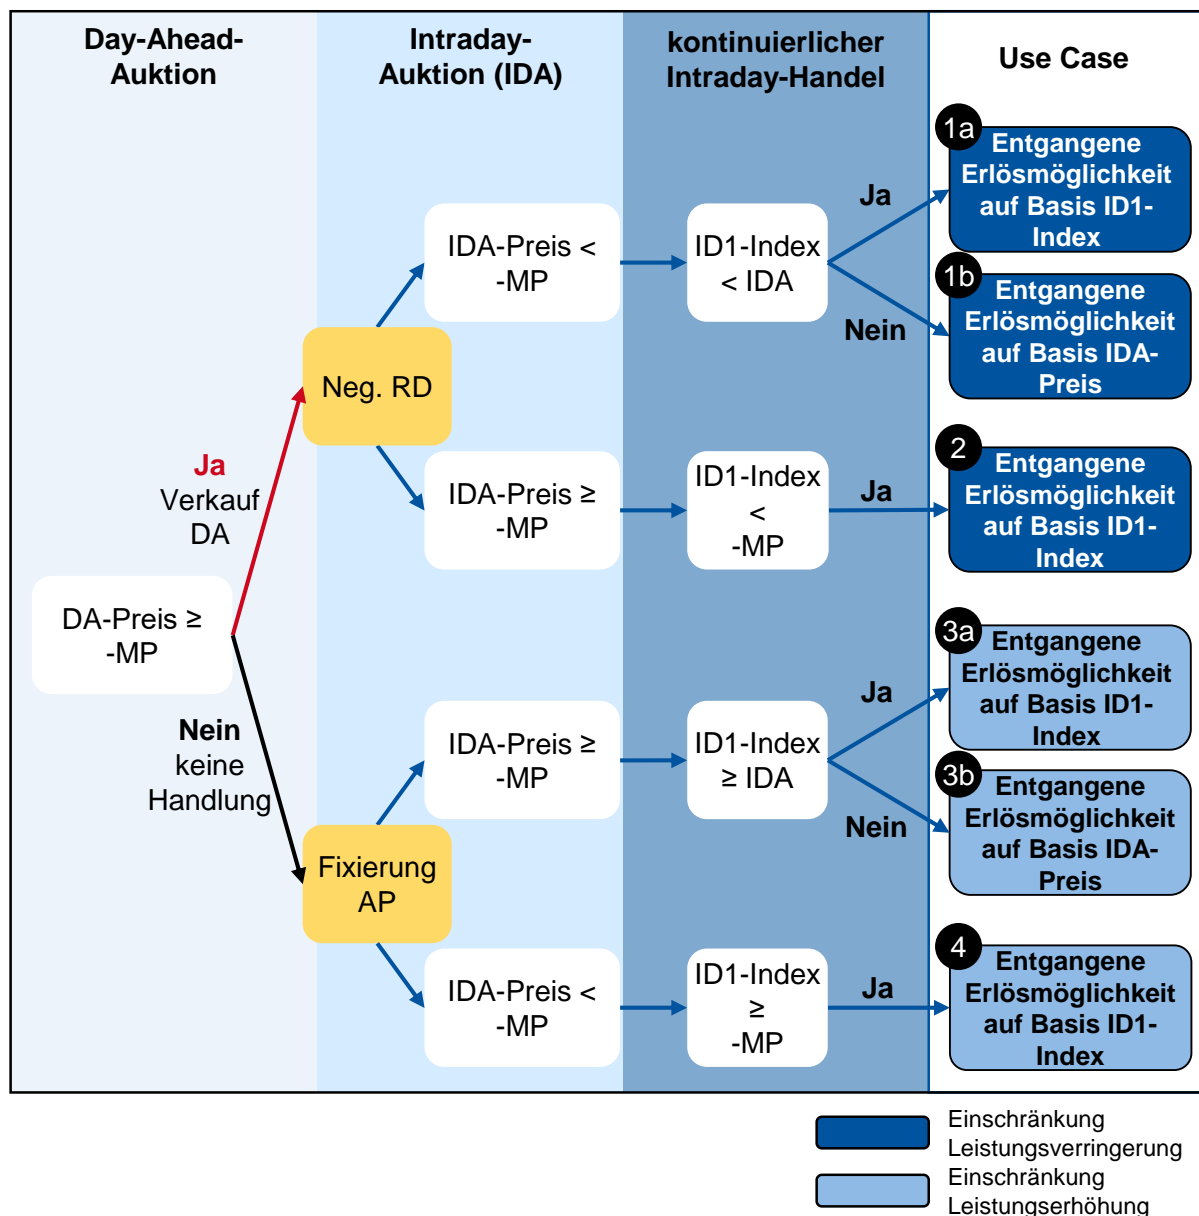 Day-Ahead-
Auktion
Intraday-
Auktion (IDA)
kontinuierlicher
Intraday-Handel
Use Case
DA-Preis ≥
-MP
Ja
Verkauf
DA
Nein
keine
Handlung
Neg. RD
Fixierung
AP
IDA-Preis <
-MP
ID1-Index
< IDA
Ja
Nein
1a
Entgangene
Erlösmöglichkeit
auf Basis ID1-
Index
1b
Entgangene
Erlösmöglichkeit
auf Basis IDA-
Preis
IDA-Preis ≥
-MP
ID1-Index
<
-MP
Ja
2
Entgangene
Erlösmöglichkeit
auf Basis ID1-
Index
IDA-Preis ≥
-MP
ID1-Index
≥ IDA
Ja
Nein
3a
Entgangene
Erlösmöglichkeit
auf Basis ID1-
Index
3b
Entgangene
Erlösmöglichkeit
auf Basis IDA-
Preis
IDA-Preis <
-MP
ID1-Index
≥
-MP
Ja
4
Entgangene
Erlösmöglichkeit
auf Basis ID1-
Index
Einschränkung
Leistungsverringerung
Einschränkung
Leistungserhöhung